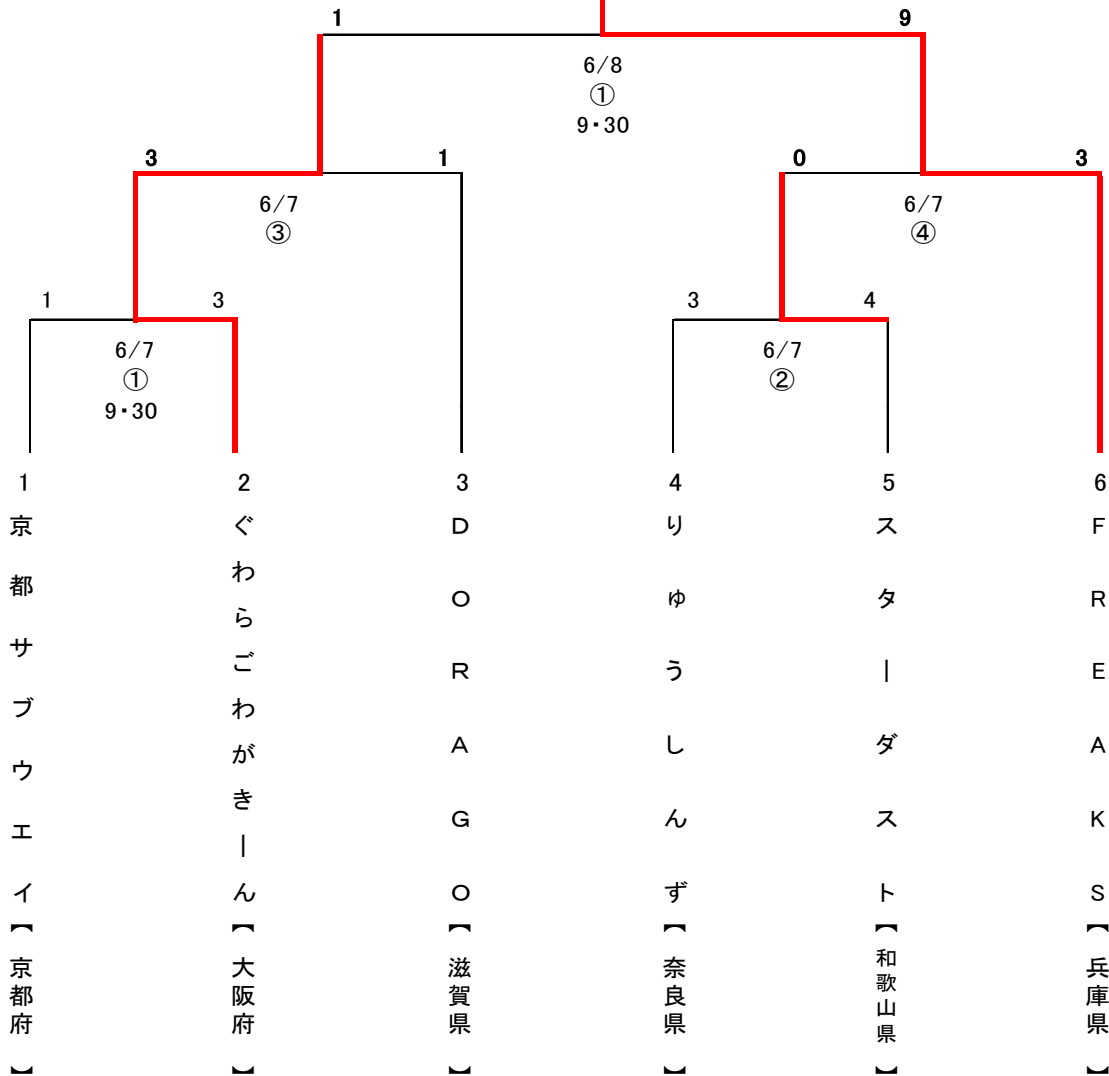 1 9
6/8
①
9・30
3 1 0 3
6/7 6/7
③ ④
1 3 3 4
6/7 6/7
① ②
9・30
1 2 3 4 5 6
京都サブウエイ【京都府】
ぐわらごわがきーん【大阪府】
DORAGO【滋賀県】
りゅうしんず【奈良県】
スターダスト【和歌山県】
FREAKS【兵庫県】